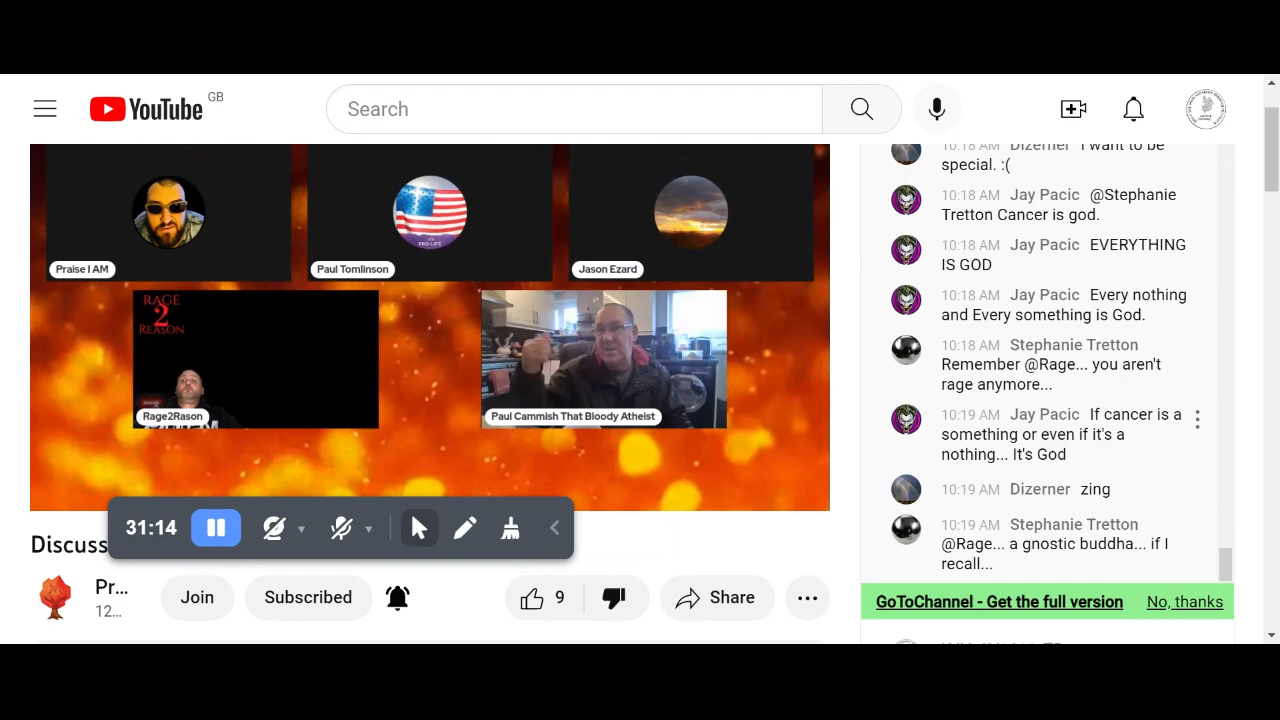 YouTube
GB
Search
Praise I AM
PRO-LIFE
Paul Tomlinson
Jason Ezard
RAGE
2
REASON
Rage2Rason
Paul Cammish That Bloody Atheist
31:14
Discuss
Pr...
12...
Join
Subscribed
9
Share
10:18 AM Dizerner I want to be
special. :(
10:18 AM Jay Pacic @Stephanie
Tretton Cancer is god.
10:18 AM Jay Pacic EVERYTHING
IS GOD
10:18 AM Jay Pacic Every nothing
and Every something is God.
10:18 AM Stephanie Tretton
Remember @Rage... you aren't
rage anymore...
10:19 AM Jay Pacic If cancer is a
something or even if it's a
nothing... It's God
10:19 AM Dizerner zing
10:19 AM Stephanie Tretton
@Rage... a gnostic buddha... if I
recall...
GoToChannel - Get the full version No, thanks